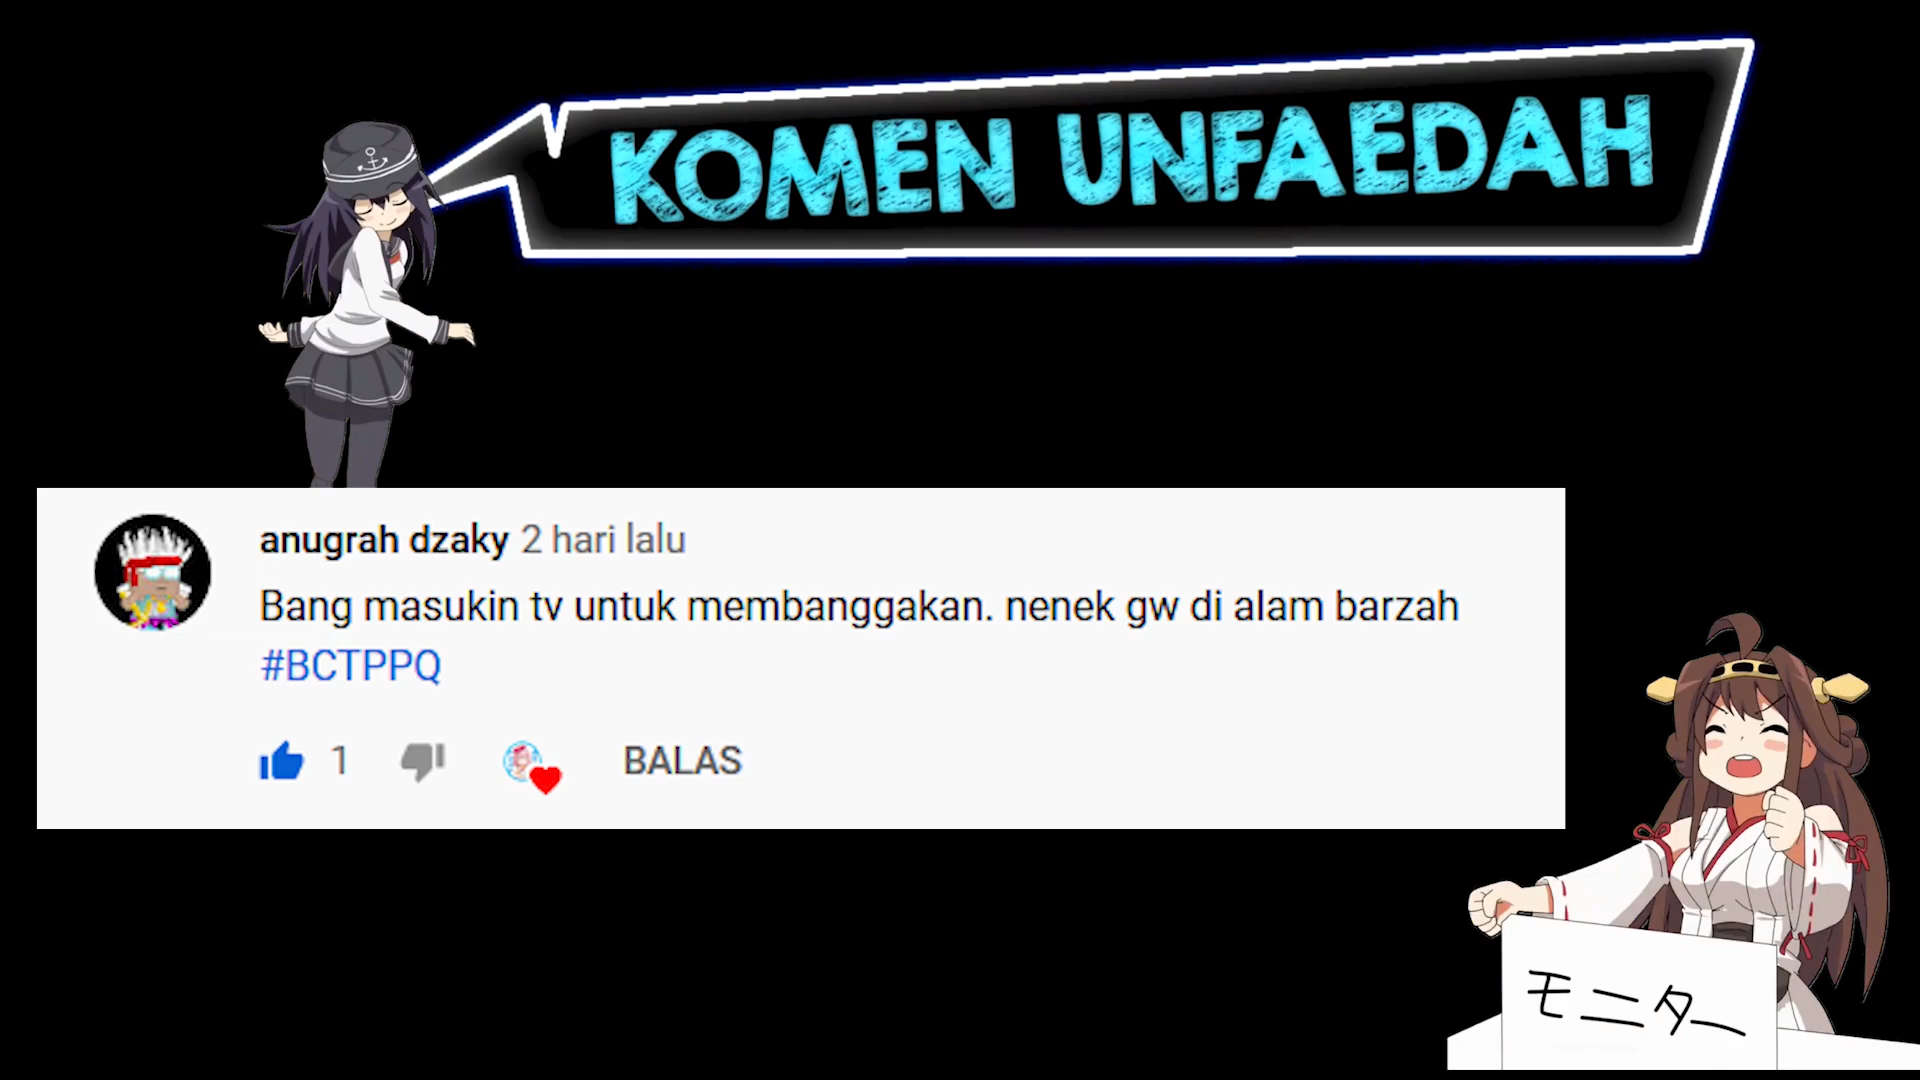 KOMEN UNFAEDAH
anugrah dzaky 2 hari lalu
Bang masukin tv untuk membanggakan. nenek gw di alam barzah
#BCTPPQ
1 BALAS
モニター